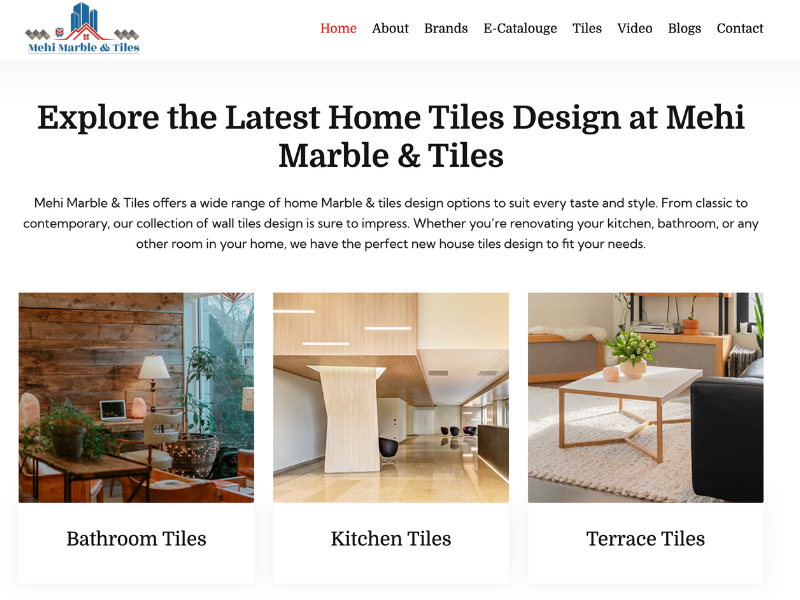 Mehi Marble & Tiles
Home About Brands E-Catalouge Tiles Video Blogs Contact
Explore the Latest Home Tiles Design at Mehi
Marble & Tiles
Mehi Marble & Tiles offers a wide range of home Marble & tiles design options to suit every taste and style. From classic to
contemporary, our collection of wall tiles design is sure to impress. Whether you're renovating your kitchen, bathroom, or any
other room in your home, we have the perfect new house tiles design to fit your needs.
Bathroom Tiles
Kitchen Tiles
Terrace Tiles